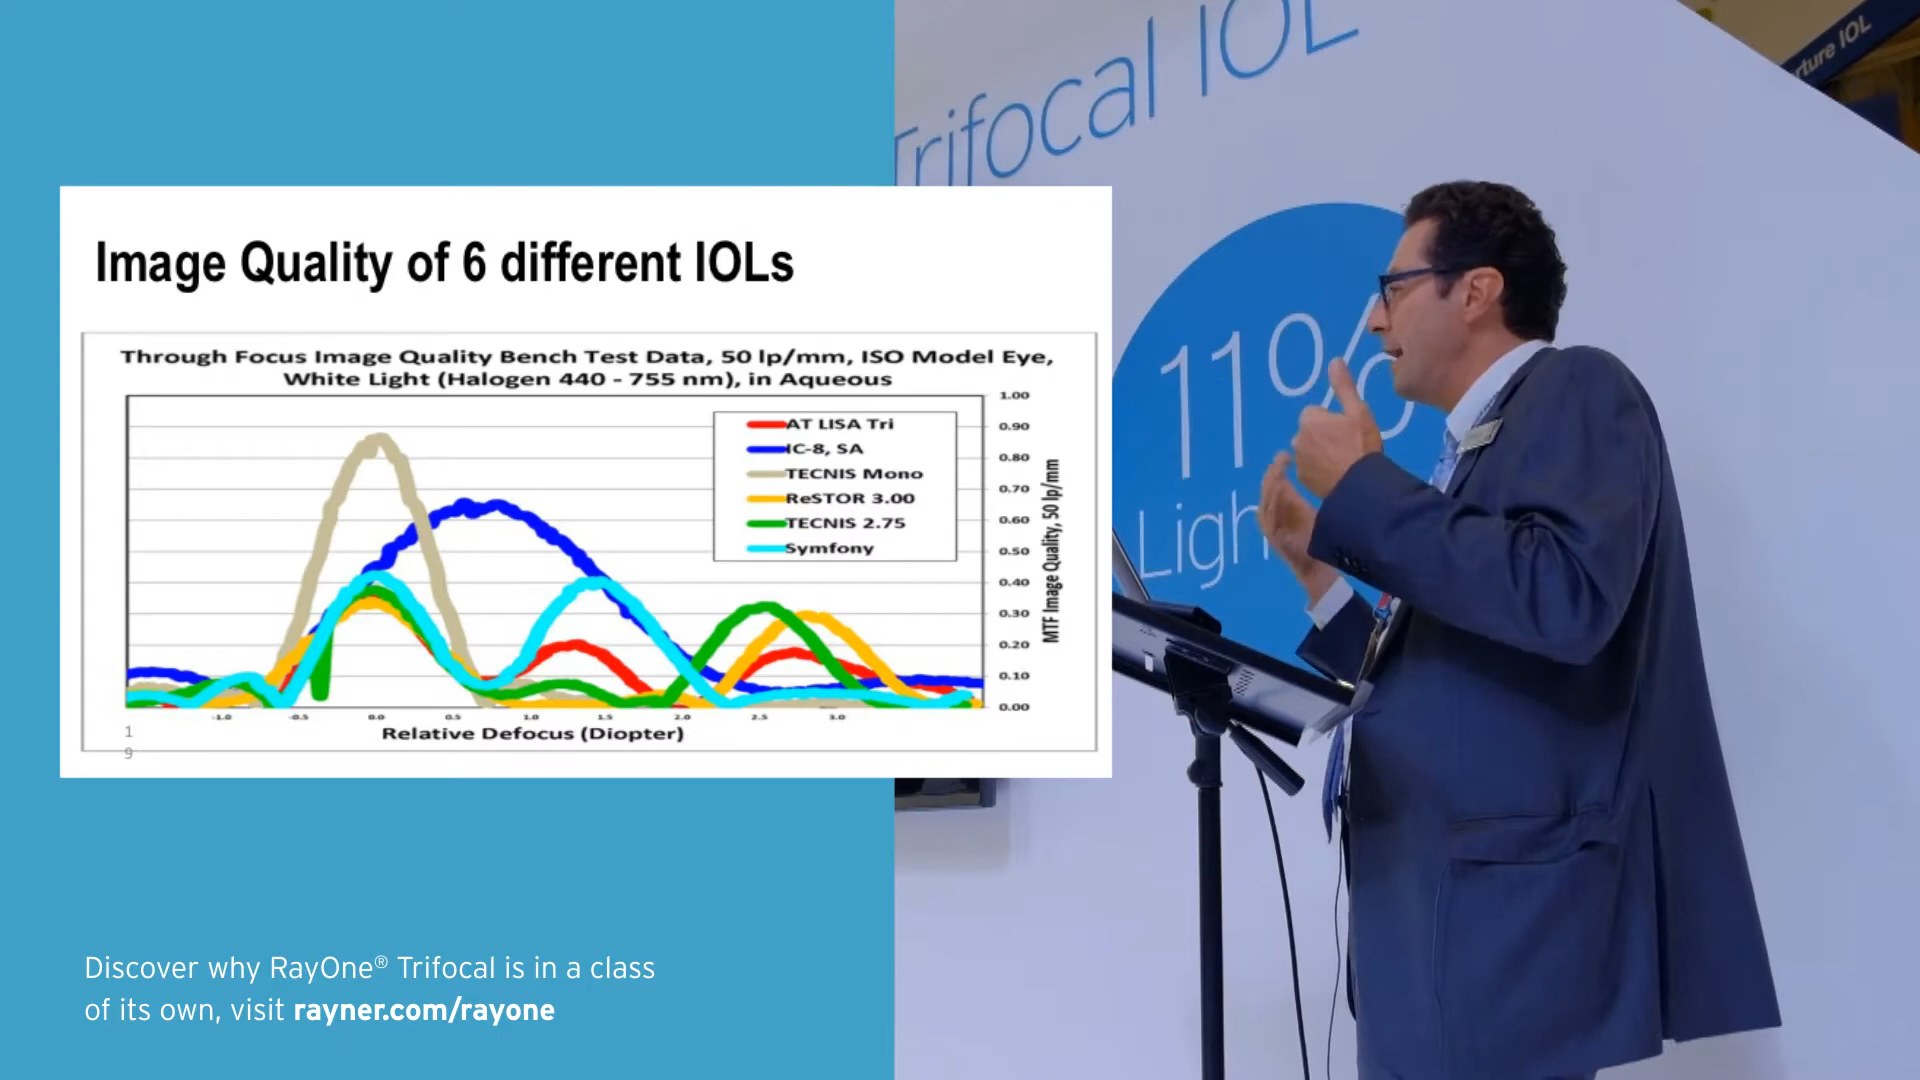 Trifocal IOL
rture IOL
11%
Ligh
Image Quality of 6 different IOLs
Through Focus Image Quality Bench Test Data, 50 lp/mm, ISO Model Eye,
White Light (Halogen 440 - 755 nm), in Aqueous
AT LISA Tri
IC-8, SA
TECNIS Mono
ReSTOR 3.00
TECNIS 2.75
Symfony
1.00
0.90
0.80
0.70
0.60
0.50
0.40
0.30
0.20
0.10
0.00
MTF Image Quality, 50 lp/mm
-1.0 -0.5 0.0 0.5 1.0 1.5 2.0 2.5 3.0
Relative Defocus (Diopter)
1
9
Discover why RayOne® Trifocal is in a class
of its own, visit rayner.com/rayone